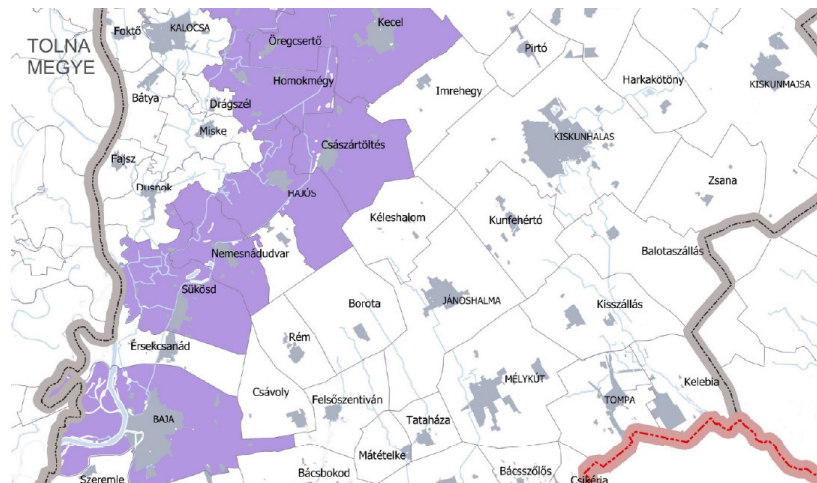 Kecel
Foktő
KALOCSA
TOLNA
MEGYE
Öregcsertő
Pirtó
Homokmégy
Harkakötöny
KISKUNMAJSA
Imrehegy
Bátya
Drágszél
Miske
Császártöltés
KISKUNHALAS
Fajsz
Dusnok
HAJÓS
Zsana
Kéleshalom
Kunfehértó
Nemesnádudvar
Balotaszállás
Sükösd
Borota
JÁNOSHALMA
Kisszállás
Érsekcsanád
Rém
MÉLYKÚT
Kelebia
Csávoly
Felsőszentiván
TOMPA
BAJA
Tataháza
Mátételke
Szeremle
Bácsbokod
Bácsszőlős
Csikéria